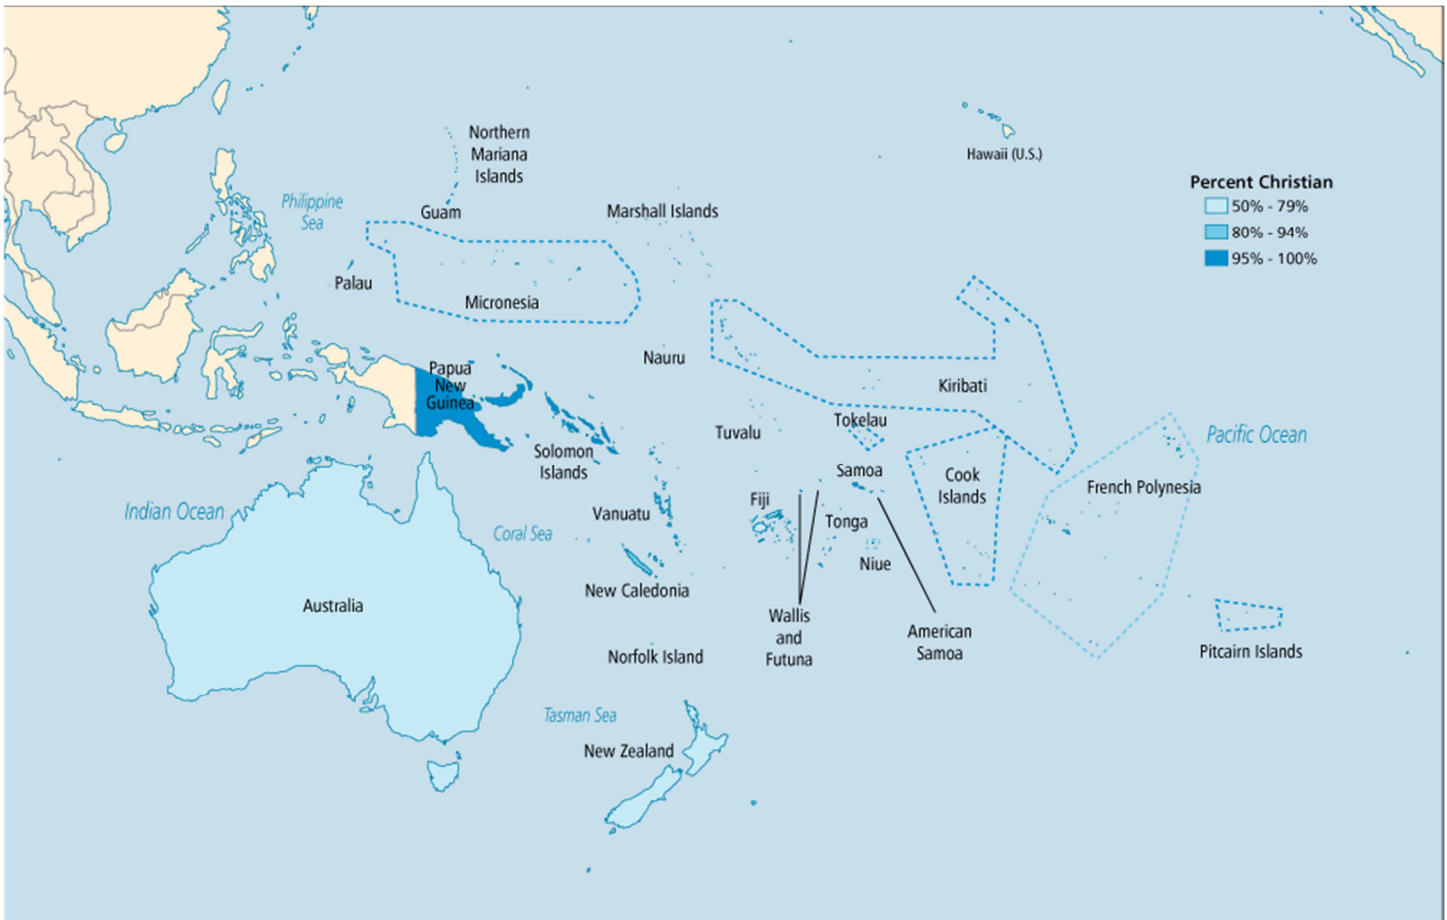 Northern
Mariana
Islands
Hawaii (U.S.)
Percent Christian
50% - 79%
80% - 94%
95% - 100%
Philippine
Sea
Guam
Marshall Islands
Palau
Micronesia
Nauru
Papua
New
Guinea
Kiribati
Tokelau
Tuvalu
Pacific Ocean
Solomon
Islands
Samoa
Cook
Islands
French Polynesia
Fiji
Indian Ocean
Vanuatu
Tonga
Coral Sea
Niue
New Caledonia
Australia
Wallis
and
Futuna
American
Samoa
Norfolk Island
Pitcairn Islands
Tasman Sea
New Zealand